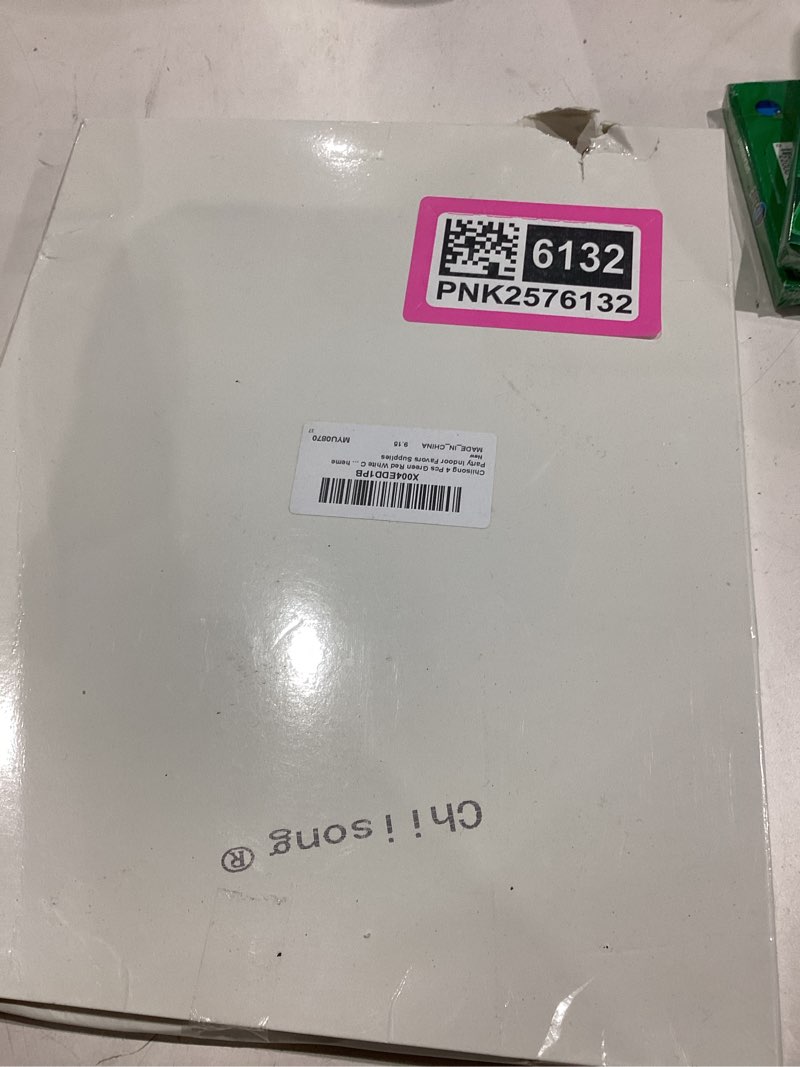 6132
PNK2576132
X004EDD1PB
Chiisong 4 Pcs Green Red White C ... heme
Party Indoor Favors Supplies
New
MADE_IN_CHINA 9.15 MYU0870
Chiisong ®